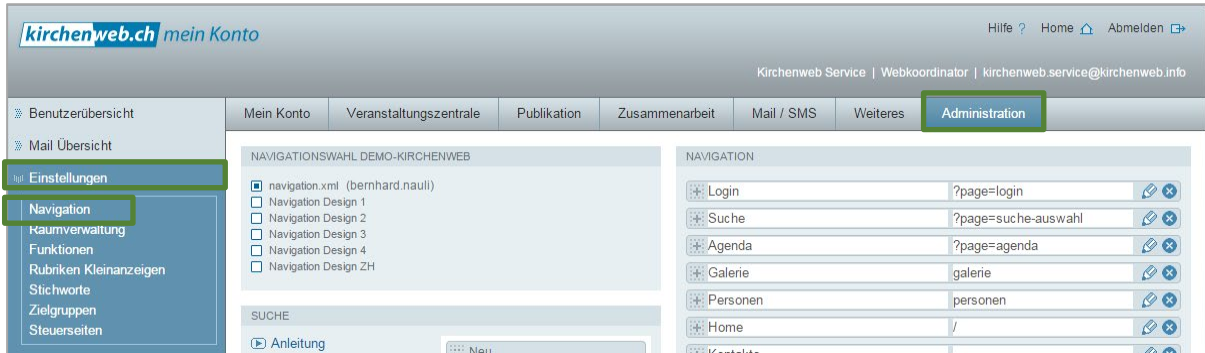 kirchenweb.ch mein Konto
Hilfe ? Home Abmelden
Kirchenweb Service | Webkoordinator | kirchenweb.service@kirchenweb.info
Mein Konto Veranstaltungszentrale Publikation Zusammenarbeit Mail / SMS Weiteres Administration
Benutzerübersicht
Mail Übersicht
Einstellungen
Navigation
Raumverwaltung
Funktionen
Rubriken Kleinanzeigen
Stichworte
Zielgruppen
Steuerseiten
NAVIGATIONSWAHL DEMO-KIRCHENWEB
navigation.xml (bernhard.nauli)
Navigation Design 1
Navigation Design 2
Navigation Design 3
Navigation Design 4
Navigation Design ZH
SUCHE
Anleitung
Neu
NAVIGATION
Login ?page=login
Suche ?page=suche-auswahl
Agenda ?page=agenda
Galerie galerie
Personen personen
Home /
Kontakte